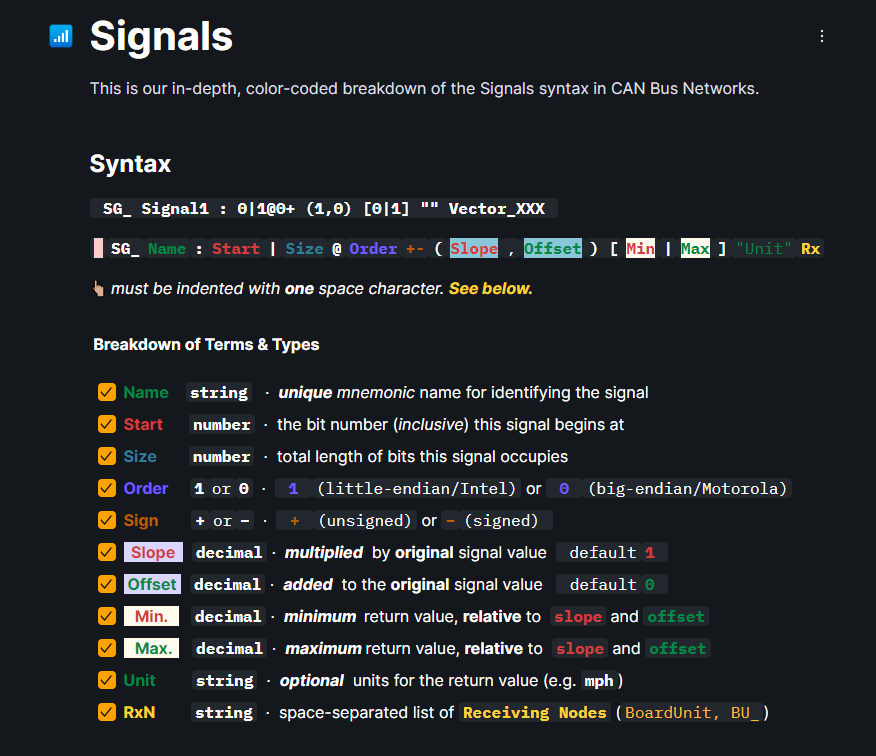 Signals
This is our in-depth, color-coded breakdown of the Signals syntax in CAN Bus Networks.
Syntax
SG_ Signal1 : 0|1@0+ (1,0) [0|1] "" Vector_XXX
SG_ Name : Start | Size @ Order +- ( Slope , Offset ) [ Min | Max ] "Unit" Rx
👆 must be indented with one space character. See below.
Breakdown of Terms & Types
Name string · unique mnemonic name for identifying the signal
Start number · the bit number (inclusive) this signal begins at
Size number · total length of bits this signal occupies
Order 1 or 0 · 1 (little-endian/Intel) or 0 (big-endian/Motorola)
Sign + or - · + (unsigned) or - (signed)
Slope decimal · multiplied by original signal value default 1
Offset decimal · added to the original signal value default 0
Min. decimal · minimum return value, relative to slope and offset
Max. decimal · maximum return value, relative to slope and offset
Unit string · optional units for the return value (e.g. mph )
RxN string · space-separated list of Receiving Nodes (BoardUnit, BU_)